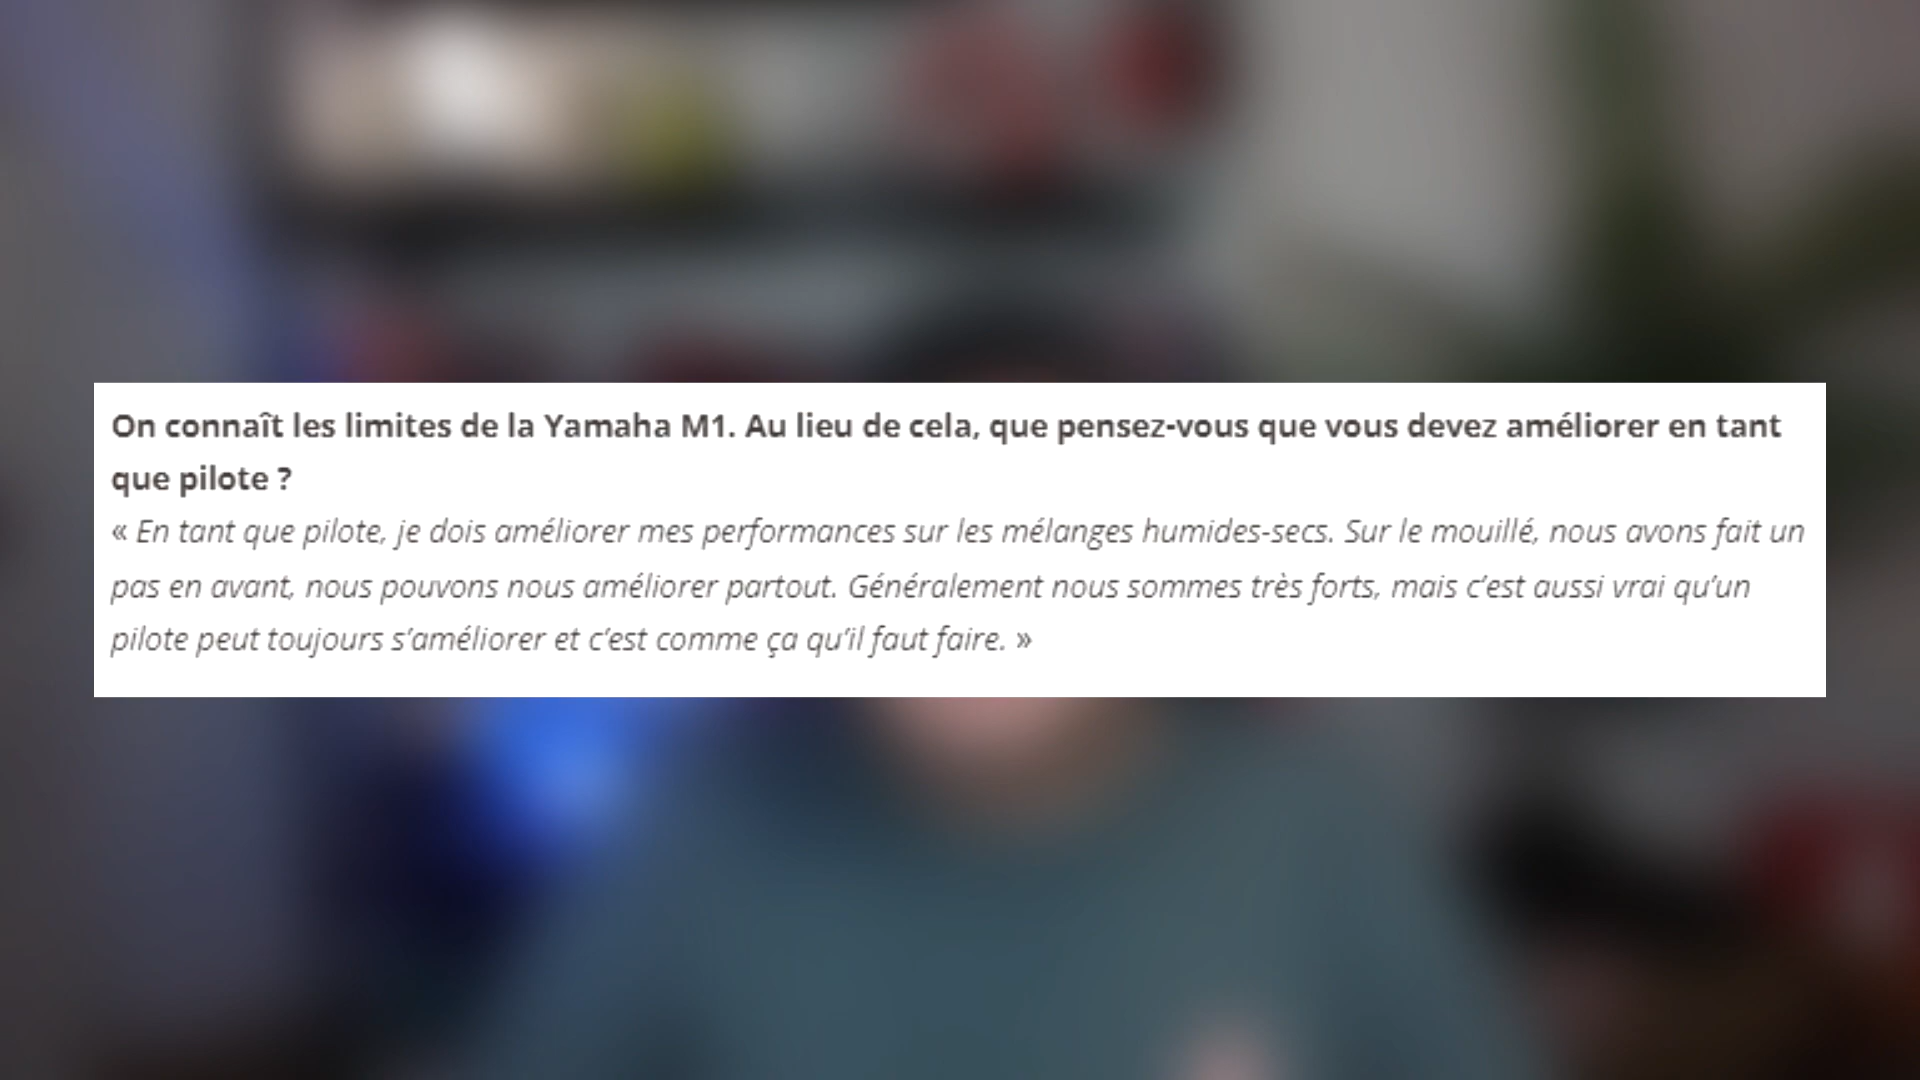 On connaît les limites de la Yamaha M1. Au lieu de cela, que pensez-vous que vous devez améliorer en tant
que pilote ?
« En tant que pilote, je dois améliorer mes performances sur les mélanges humides-secs. Sur le mouillé, nous avons fait un
pas en avant, nous pouvons nous améliorer partout. Généralement nous sommes très forts, mais c’est aussi vrai qu’un
pilote peut toujours s’améliorer et c’est comme ça qu’il faut faire. »